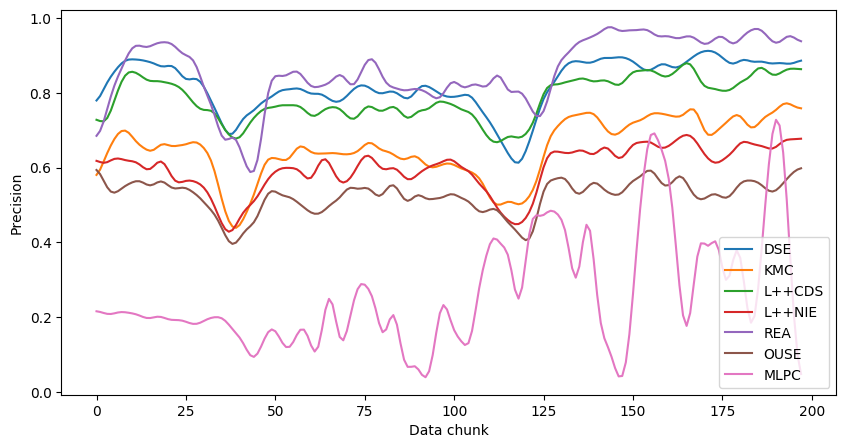 1.0
0.8
0.6
0.4
0.2
0.0
Precision
0
25
50
75
100
125
150
175
200
Data chunk
DSE
KMC
L++CDS
L++NIE
REA
OUSE
MLPC